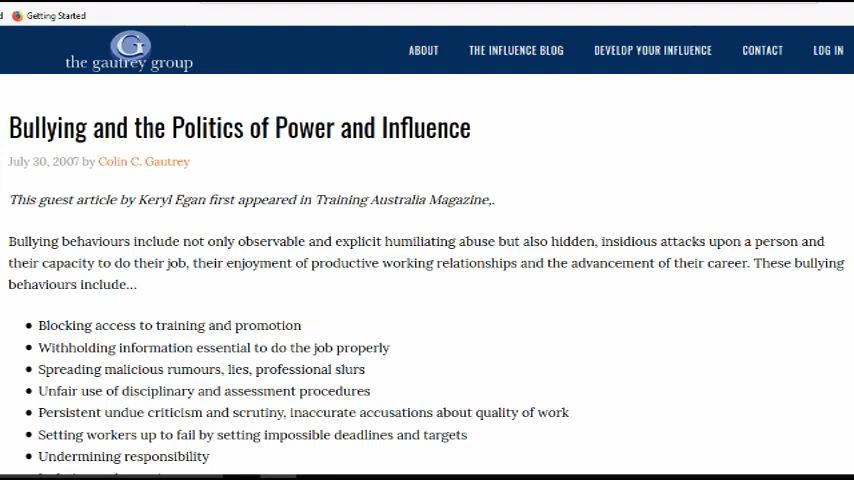 Getting Started
G
the gautrey group
ABOUT THE INFLUENCE BLOG DEVELOP YOUR INFLUENCE CONTACT LOG IN
Bullying and the Politics of Power and Influence
July 30, 2007 by Colin C. Gautrey
This guest article by Keryl Egan first appeared in Training Australia Magazine,.
Bullying behaviours include not only observable and explicit humiliating abuse but also hidden, insidious attacks upon a person and
their capacity to do their job, their enjoyment of productive working relationships and the advancement of their career. These bullying
behaviours include…
• Blocking access to training and promotion
• Withholding information essential to do the job properly
• Spreading malicious rumours, lies, professional slurs
• Unfair use of disciplinary and assessment procedures
• Persistent undue criticism and scrutiny, inaccurate accusations about quality of work
• Setting workers up to fail by setting impossible deadlines and targets
• Undermining responsibility